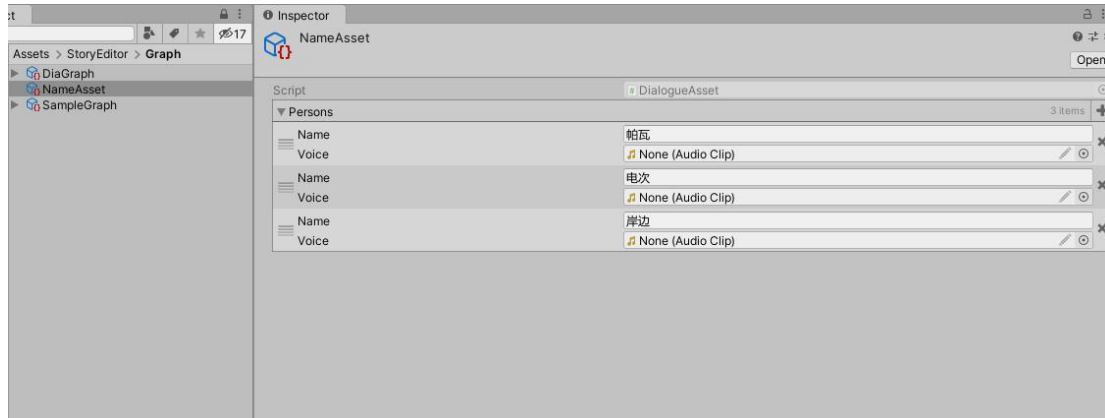 ct
Inspector
17
NameAsset
Assets > StoryEditor > Graph
Open
DiaGraph
NameAsset
Script
DialogueAsset
SampleGraph
Persons
3 items
Name
帕瓦
Voice
None (Audio Clip)
Name
电次
Voice
None (Audio Clip)
Name
岸边
Voice
None (Audio Clip)